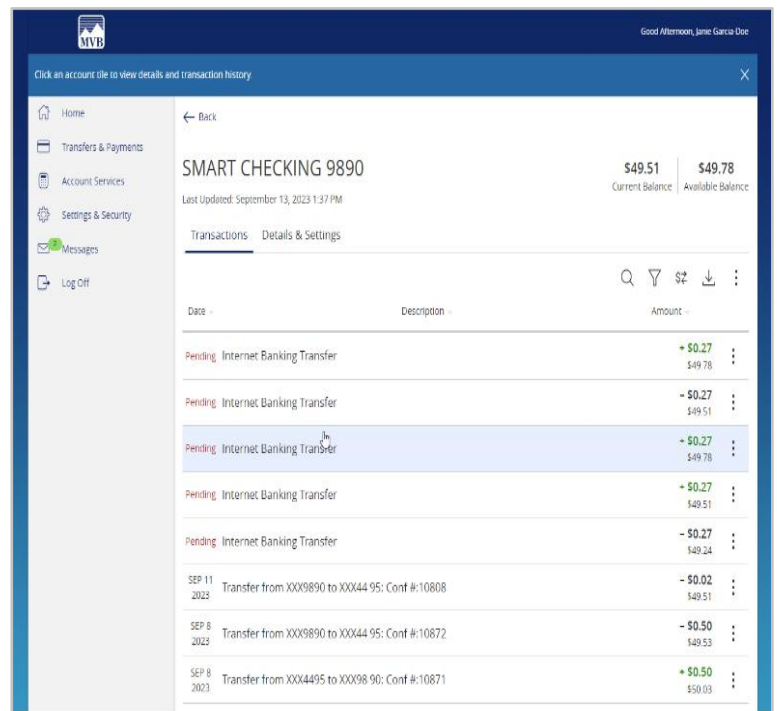 MVB
Good Afternoon, Janie Garcia-Doe
Click an account tile to view details and transaction history
Home
Transfers & Payments
Account Services
Settings & Security
2
Messages
Log Off
Back
SMART CHECKING 9890
Last Updated: September 13, 2023 1:37 PM
$49.51
Current Balance
$49.78
Available Balance
Transactions Details & Settings
Date Description Amount
Pending Internet Banking Transfer + $0.27
$49.78
Pending Internet Banking Transfer - $0.27
$49.51
Pending Internet Banking Transfer + $0.27
$49.78
Pending Internet Banking Transfer + $0.27
$49.51
Pending Internet Banking Transfer - $0.27
$49.24
SEP 11
2023
Transfer from XXX9890 to XXX44 95: Conf #:10808 - $0.02
$49.51
SEP 8
2023
Transfer from XXX9890 to XXX44 95: Conf #:10872 - $0.50
$49.53
SEP 8
2023
Transfer from XXX4495 to XXX98 90: Conf #:10871 + $0.50
$50.03